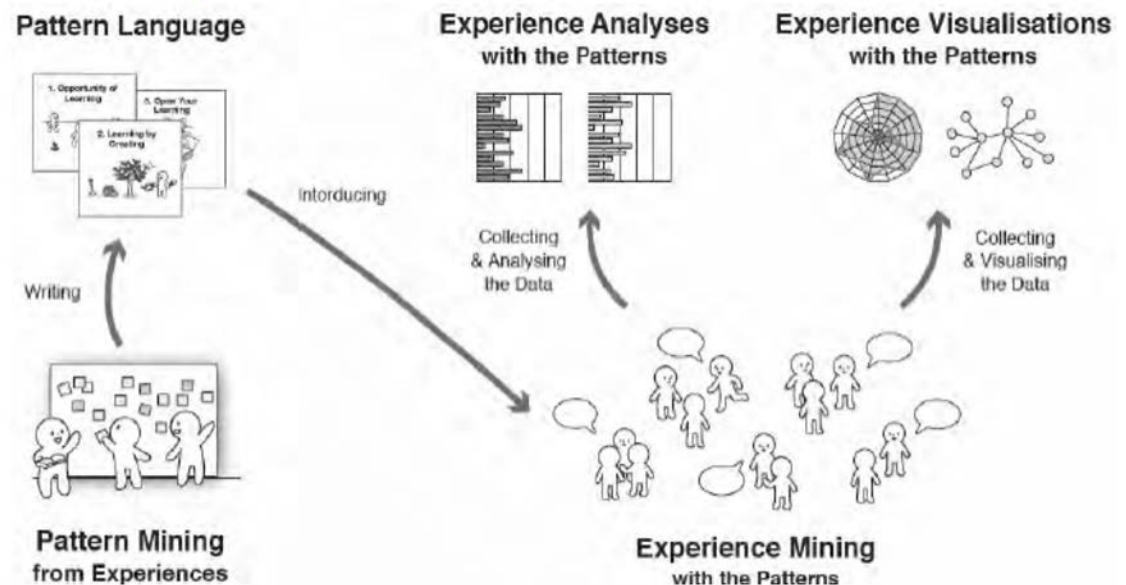 Pattern Language
Experience Analyses
with the Patterns
Experience Visualisations
with the Patterns
1. Opportunity of
Learning
3. Open Your
Learning
2. Learning by
Creating
Intorducing
Collecting
& Analysing
the Data
Collecting
& Visualising
the Data
Writing
Pattern Mining
from Experiences
Experience Mining
with the Patterns